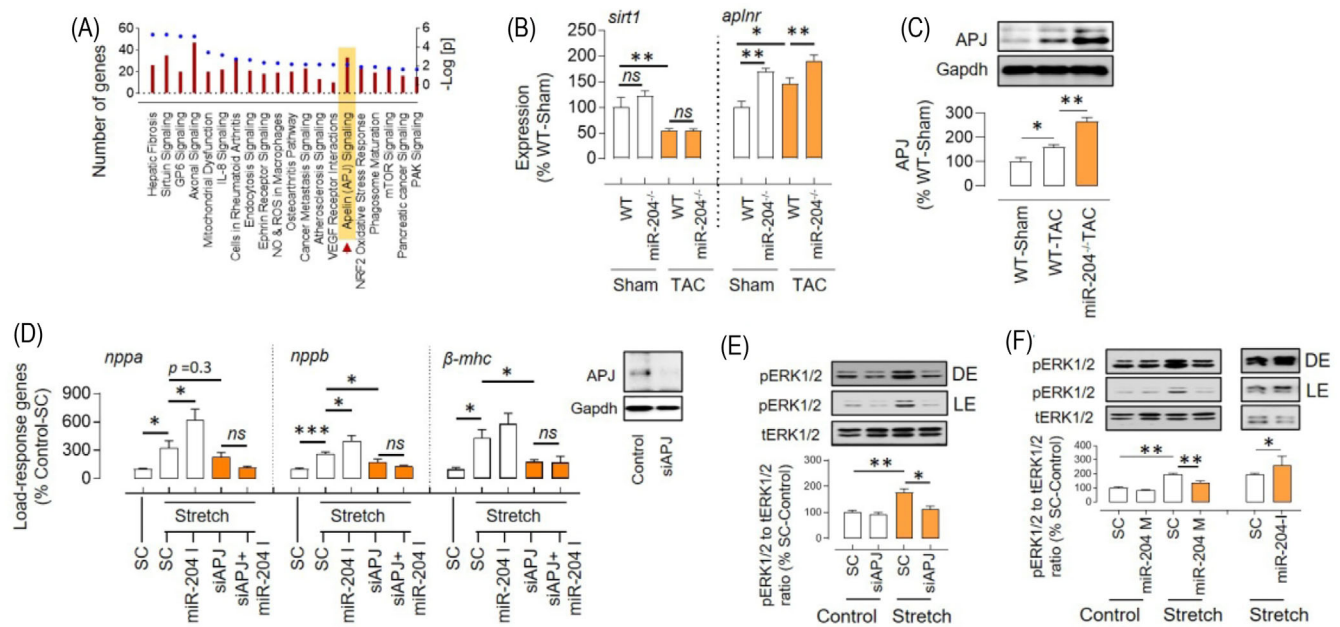 (A)
Number of genes
60
40
20
0
6
4
2
0
-Log [p]
Hepatic Fibrosis
Sirtuin Signaling
GP6 Signaling
Axonal Signaling
Mitochondrial Dysfunction
IL-8 Signaling
Cells in Rheumatoid Arthritis
Endocytosis Signaling
Ephrin Receptor Signaling
NO & ROS in Macrophages
Osteoarthritis Pathway
Cancer Metastasis Signaling
Atherosclerosis Signaling
VEGF Receptor Interactions
Apelin (APJ) Signaling
NRF2 Oxidative Stress Response
Phagosome Maturation
mTOR Signaling
Pancreatic cancer Signaling
PAK Signaling
(B)
sirt1
aplnr
Expression
(% WT-Sham)
200
150
100
50
0
**
ns
ns
*
**
**
WT
miR-204-/-
WT
miR-204-/-
WT
miR-204-/-
WT
miR-204-/-
Sham
TAC
Sham
TAC
(C)
APJ
Gapdh
APJ
(% WT-Sham)
300
200
100
0
*
**
WT-Sham
WT-TAC
miR-204-/-TAC
(D)
nppa
nppb
β-mhc
Load-response genes
(% Control-SC)
900
600
300
0
p =0.3
*
*
ns
*
*
***
ns
*
*
ns
SC
SC
miR-204 I
siAPJ
siAPJ+
miR-204 I
Stretch
SC
SC
miR-204 I
siAPJ
siAPJ+
miR-204 I
Stretch
SC
SC
miR-204 I
siAPJ
siAPJ+
miR-204 I
Stretch
APJ
Gapdh
Control
siAPJ
(E)
pERK1/2
DE
pERK1/2
LE
tERK1/2
pERK1/2 to tERK1/2
ratio (% SC-Control)
300
200
100
0
**
*
SC
siAPJ
SC
siAPJ
Control
Stretch
(F)
pERK1/2
DE
pERK1/2
LE
tERK1/2
pERK1/2 to tERK1/2
ratio (% SC-Control)
400
300
200
100
0
**
**
*
SC
miR-204 M
SC
miR-204 M
SC
miR-204-I
Control
Stretch
Stretch